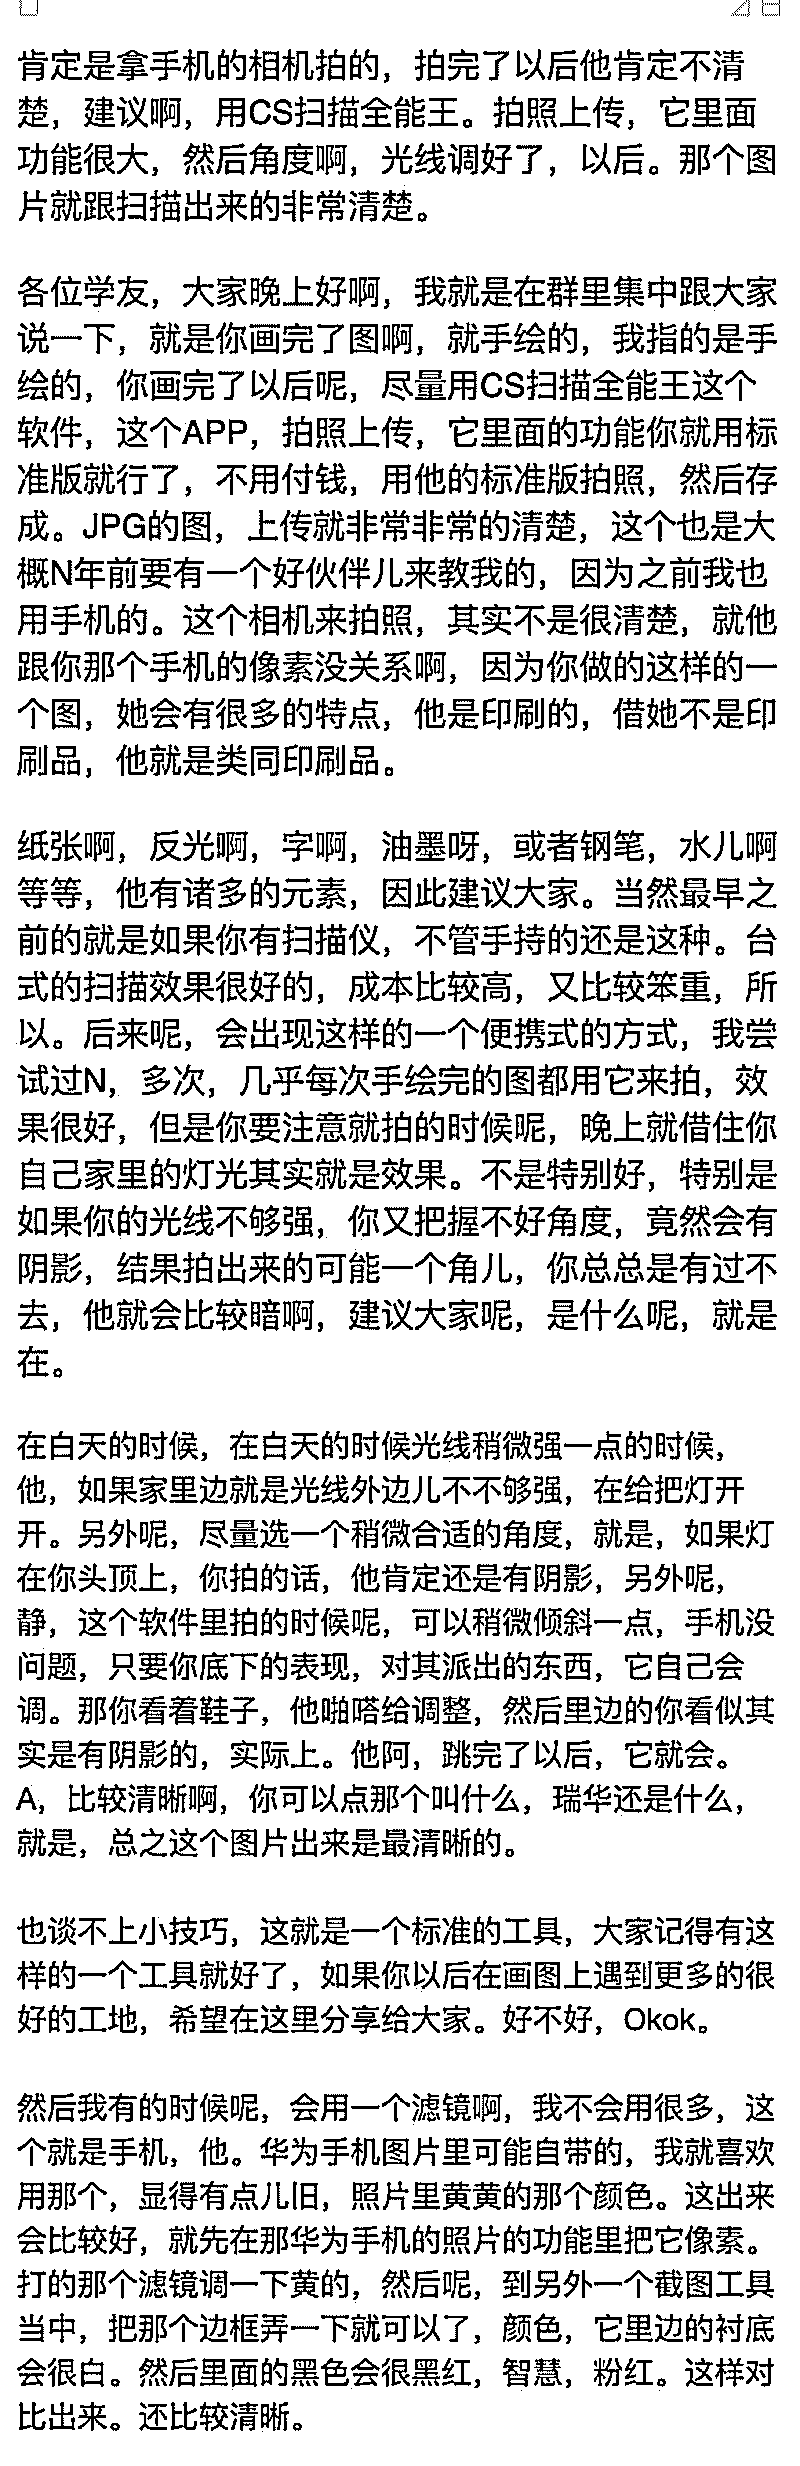 肯定是拿手机的相机拍的，拍完了以后他肯定不清
楚，建议啊，用CS扫描全能王。拍照上传，它里面
功能很大，然后角度啊，光线调好了，以后。那个图
片就跟扫描出来的非常清楚。
各位学友，大家晚上好啊，我就是在群里集中跟大家
说一下，就是你画完了图啊，就手绘的，我指的是手
绘的，你画完了以后呢，尽量用CS扫描全能王这个
软件，这个APP，拍照上传，它里面的功能你就用标
准版就行了，不用付钱，用他的标准版拍照，然后存
成。JPG的图，上传就非常非常的清楚，这个也是大
概N年前要有一个好伙伴儿来教我的，因为之前我也
用手机的。这个相机来拍照，其实不是很清楚，就他
跟你那个手机的像素没关系啊，因为你做的这样的一
个图，她会有很多的特点，他是印刷的，借她不是印
刷品，他就是类同印刷品。
纸张啊，反光啊，字啊，油墨呀，或者钢笔，水儿啊
等等，他有诸多的元素，因此建议大家。当然最早之
前的就是如果你有扫描仪，不管手持的还是这种。台
式的扫描效果很好的，成本比较高，又比较笨重，所
以。后来呢，会出现这样的一个便携式的方式，我尝
试过N，多次，几乎每次手绘完的图都用它来拍，效
果很好，但是你要注意就拍的时候呢，晚上就借住你
自己家里的灯光其实就是效果。不是特别好，特别是
如果你的光线不够强，你又把握不好角度，竟然会有
阴影，结果拍出来的可能一个角儿，你总总是有过不
去，他就会比较暗啊，建议大家呢，是什么呢，就是
在。
在白天的时候，在白天的时候光线稍微强一点的时候，
他，如果家里边就是光线外边儿不不够强，在给把灯开
开。另外呢，尽量选一个稍微合适的角度，就是，如果灯
在你头顶上，你拍的话，他肯定还是有阴影，另外呢，
静，这个软件里拍的时候呢，可以稍微倾斜一点，手机没
问题，只要你底下的表现，对其派出的东西，它自己会
调。那你看着鞋子，他啪嗒给调整，然后里边的你看似其
实是有阴影的，实际上。他阿，跳完了以后，它就会。
A，比较清晰啊，你可以点那个叫什么，瑞华还是什么，
就是，总之这个图片出来是最清晰的。
也谈不上小技巧，这就是一个标准的工具，大家记得有这
样的一个工具就好了，如果你以后在画图上遇到更多的很
好的工地，希望在这里分享给大家。好不好，Okok。
然后我有的时候呢，会用一个滤镜啊，我不会用很多，这
个就是手机，他。华为手机图片里可能自带的，我就喜欢
用那个，显得有点儿旧，照片里黄黄的那个颜色。这出来
会比较好，就先在那华为手机的照片的功能里把它像素。
打的那个滤镜调一下黄的，然后呢，到另外一个截图工具
当中，把那个边框弄一下就可以了，颜色，它里边的衬底
会很白。然后里面的黑色会很黑红，智慧，粉红。这样对
比出来。还比较清晰。